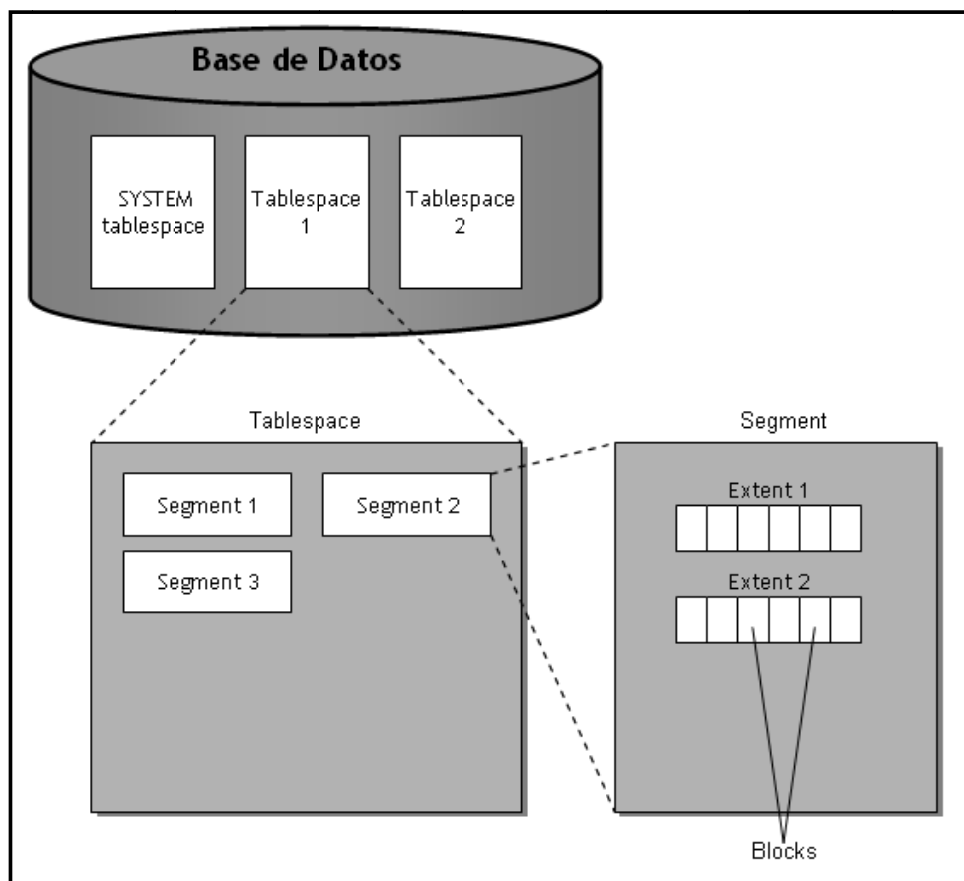 Base de Datos
SYSTEM
tablespace
Tablespace
1
Tablespace
2
Tablespace
Segment
Segment 1
Segment 2
Segment 3
Extent 1
Extent 2
Blocks